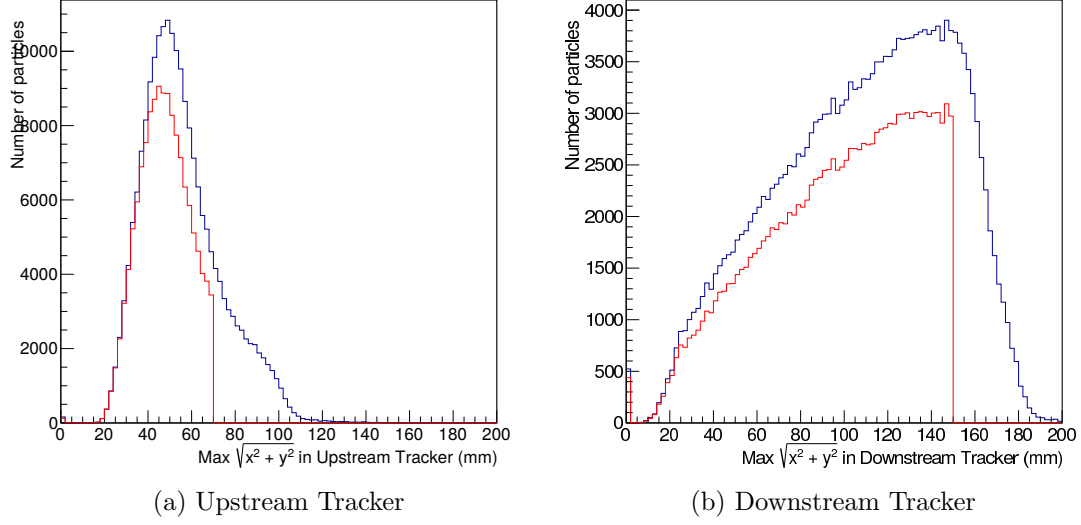 Number of particles
10000
8000
6000
4000
2000
0
0 20 40 60 80 100 120 140 160 180 200
Max √x² + y² in Upstream Tracker (mm)
(a) Upstream Tracker
Number of particles
4000
3500
3000
2500
2000
1500
1000
500
0
0 20 40 60 80 100 120 140 160 180 200
Max √x² + y² in Downstream Tracker (mm)
(b) Downstream Tracker